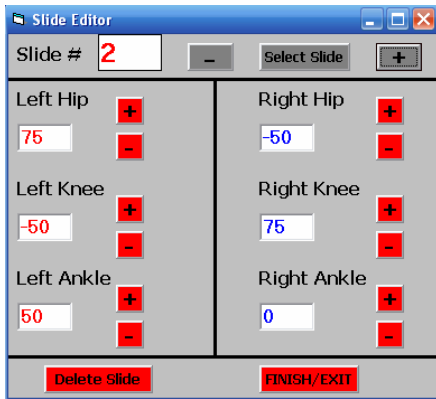 Slide Editor
Slide # 2 - Select Slide +
Left Hip
+
75
-
Left Knee
+
-50
-
Left Ankle
+
50
-
Right Hip
+
-50
-
Right Knee
+
75
-
Right Ankle
+
0
-
Delete Slide FINISH/EXIT